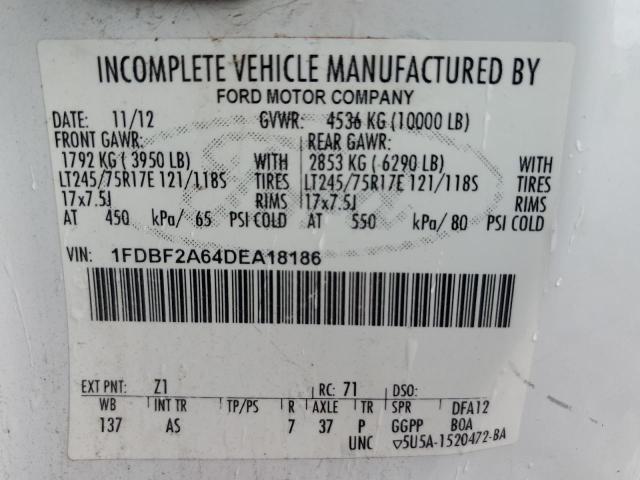 INCOMPLETE VEHICLE MANUFACTURED BY
FORD MOTOR COMPANY
DATE: 11/12 GVWR: 4536 KG (10000 LB)
FRONT GAWR: REAR GAWR:
1792 KG (3950 LB) WITH 2853 KG (6290 LB) WITH
LT245/75R17E 121/118S TIRES LT245/75R17E 121/118S TIRES
17x7.5J RIMS 17x7.5J RIMS
AT 450 kPa/ 65 PSI COLD AT 550 kPa/ 80 PSI COLD
VIN: 1FDBF2A64DEA18186
EXT PNT: Z1 RC: 71 DSO:
WB INT TR TP/PS R AXLE TR SPR DFA12
137 AS 7 37 P GGPP BOA
UNC ▽5U5A-1520472-BA